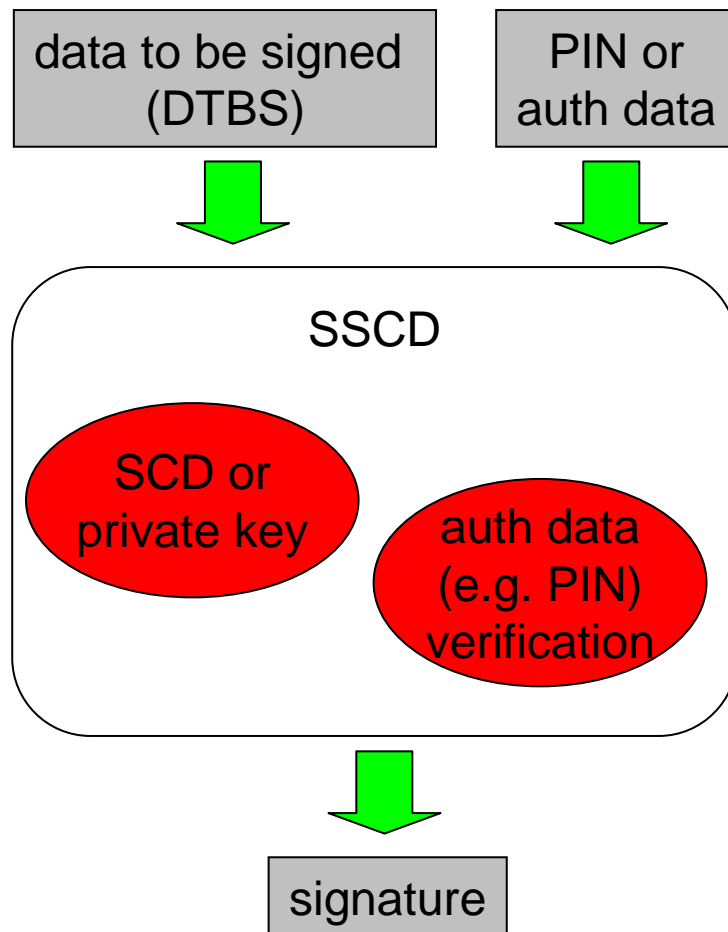 data to be signed
(DTBS)
PIN or
auth data
SSCD
SCD or
private key
auth data
(e.g. PIN)
verification
signature